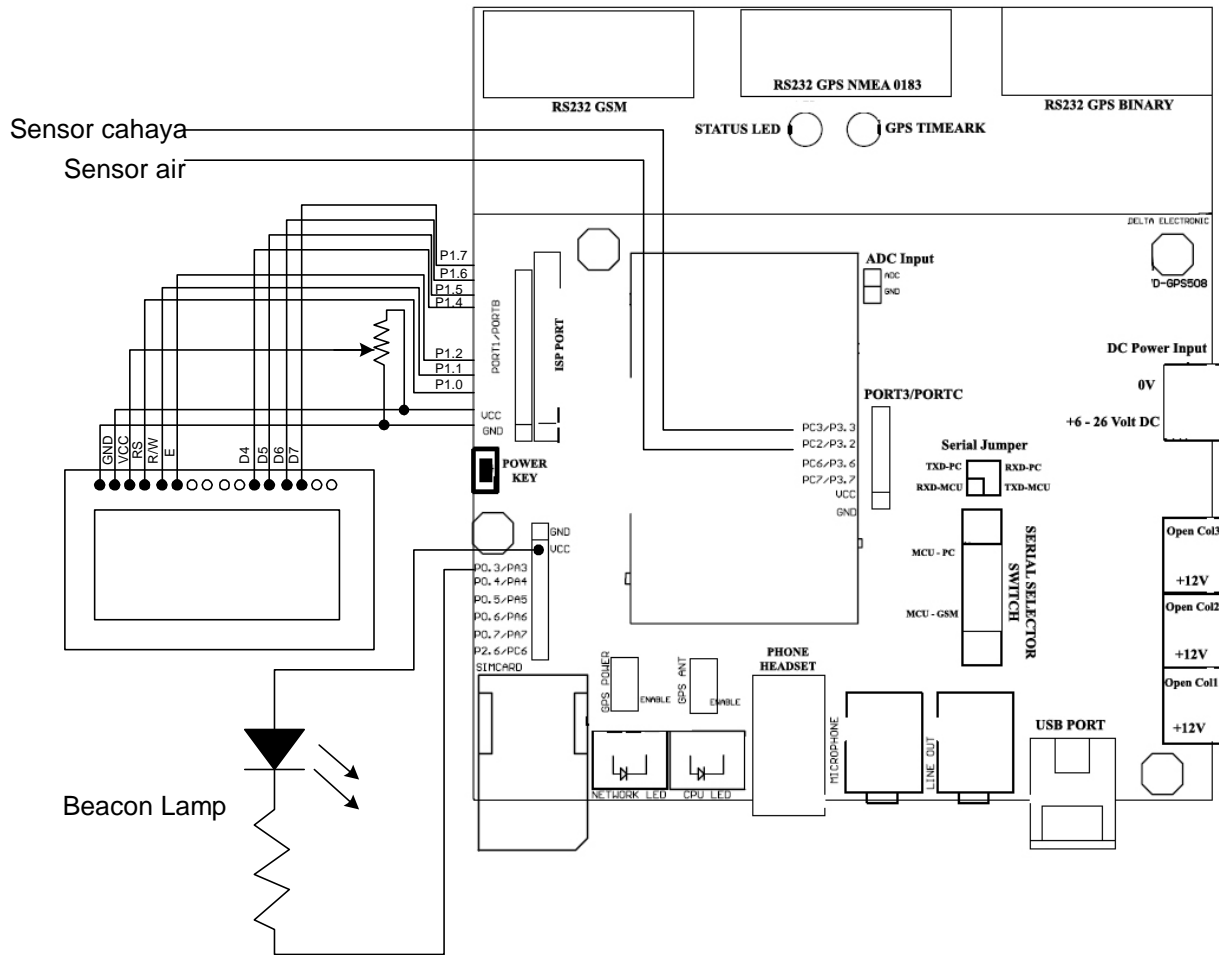 RS232 GSM
RS232 GPS NMEA 0183
RS232 GPS BINARY
STATUS LED
GPS TIMEARK
Sensor cahaya
Sensor air
DELTA ELECTRONIC
D-GPS508
ADC Input
ADC
GND
P1.7
P1.6
P1.5
P1.4
P1.2
P1.1
P1.0
VCC
GND
PORT1/PORTB
ISP PORT
DC Power Input
0V
+6 - 26 Volt DC
PORT3/PORTC
PC3/P3.3
PC2/P3.2
PC6/P3.6
PC7/P3.7
VCC
GND
Serial Jumper
TXD-PC
RXD-PC
RXD-MCU
TXD-MCU
GND
VCC
RS
R/W
E
D4
D5
D6
D7
POWER
KEY
GND
VCC
P0.3/PA3
P0.4/PA4
P0.5/PA5
P0.6/PA6
P0.7/PA7
P2.6/PC6
MCU - PC
MCU - GSM
SERIAL SELECTOR
SWITCH
Open Col3
+12V
Open Col2
+12V
Open Col1
+12V
SIMCARD
GPS POWER
ENABLE
GPS ANT
ENABLE
PHONE
HEADSET
MICROPHONE
LINE OUT
USB PORT
NETWORK LED
CPU LED
Beacon Lamp